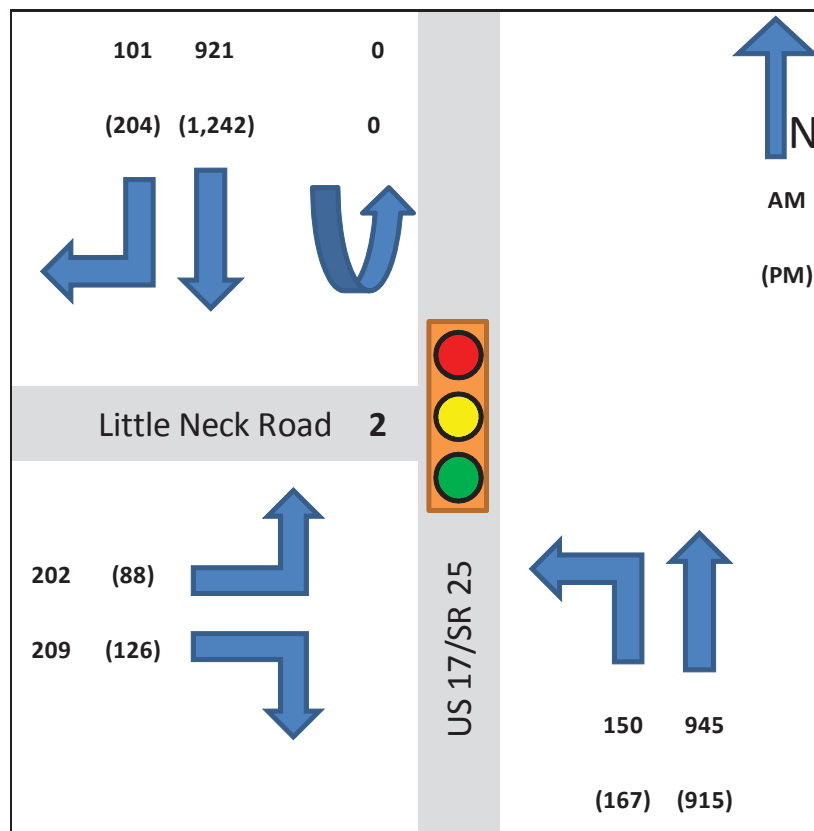 101 921 0
(204) (1,242) 0
N
AM
(PM)
Little Neck Road 2
202 (88)
209 (126)
US 17/SR 25
150 945
(167) (915)